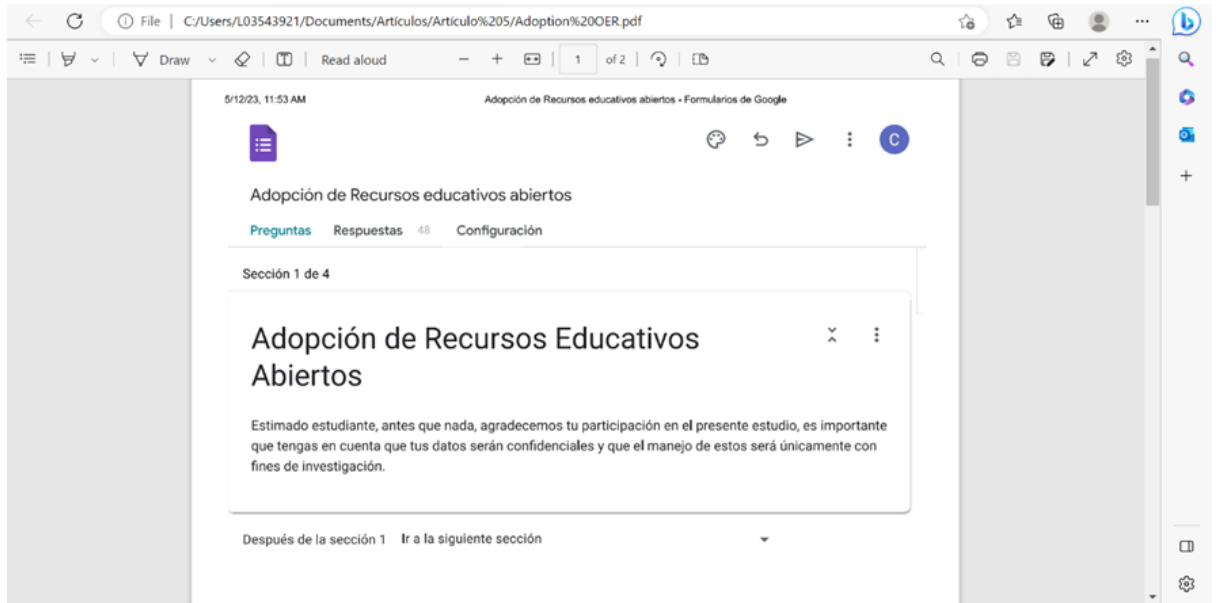 File | C:/Users/L03543921/Documents/Artículos/Artículo%205/Adoption%20OER.pdf
Draw Read aloud 1 of 2
5/12/23, 11:53 AM Adopción de Recursos educativos abiertos - Formularios de Google
C
Adopción de Recursos educativos abiertos
Preguntas Respuestas 48 Configuración
Sección 1 de 4
Adopción de Recursos Educativos
Abiertos
Estimado estudiante, antes que nada, agradecemos tu participación en el presente estudio, es importante
que tengas en cuenta que tus datos serán confidenciales y que el manejo de estos será únicamente con
fines de investigación.
Después de la sección 1 Ir a la siguiente sección